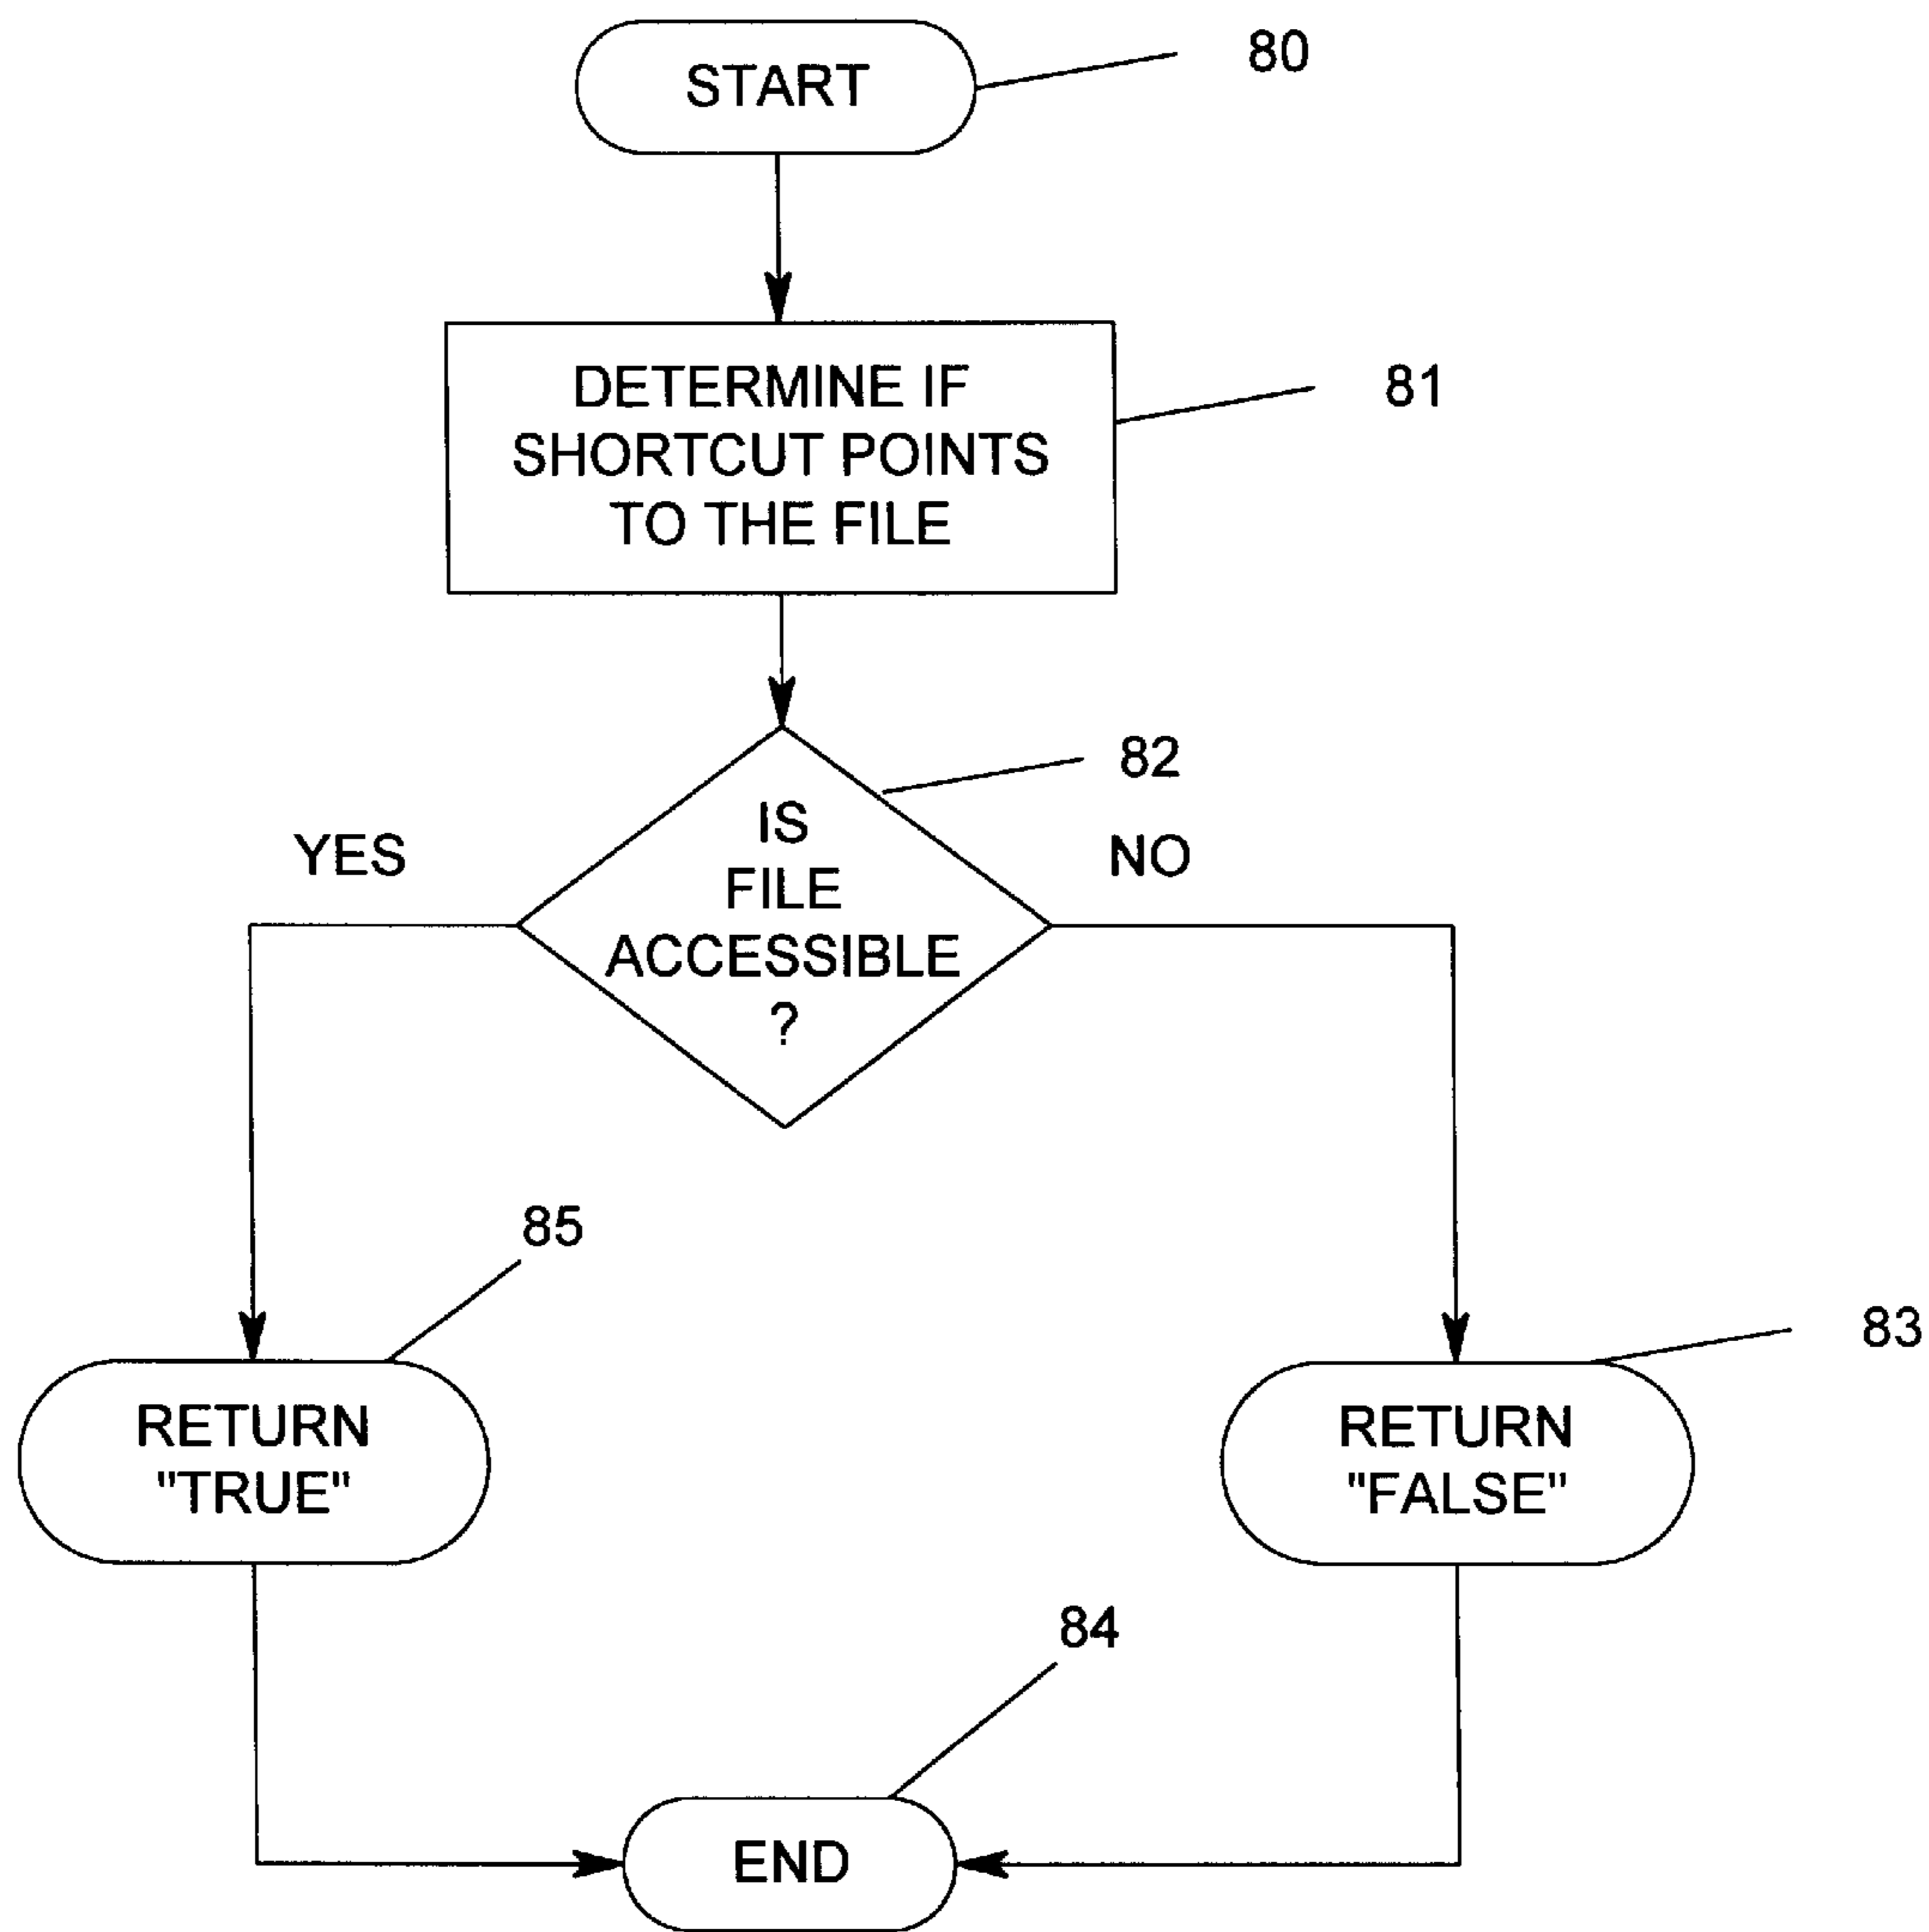 START
80
DETERMINE IF
SHORTCUT POINTS
TO THE FILE
81
82
IS
FILE
ACCESSIBLE
?
YES
NO
85
83
RETURN
"TRUE"
RETURN
"FALSE"
84
END